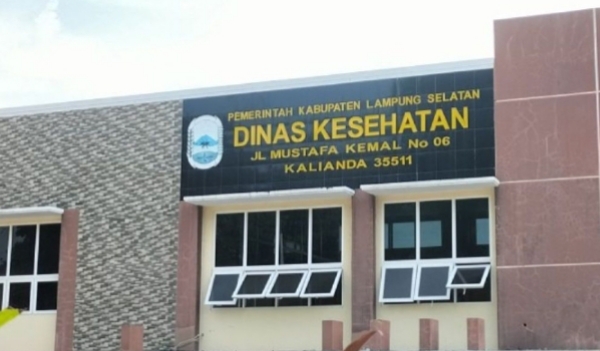 PEMERINTAH KABUPATEN LAMPUNG SELATAN
DINAS KESEHATAN
JL MUSTAFA KEMAL No 06
KALIANDA 35511